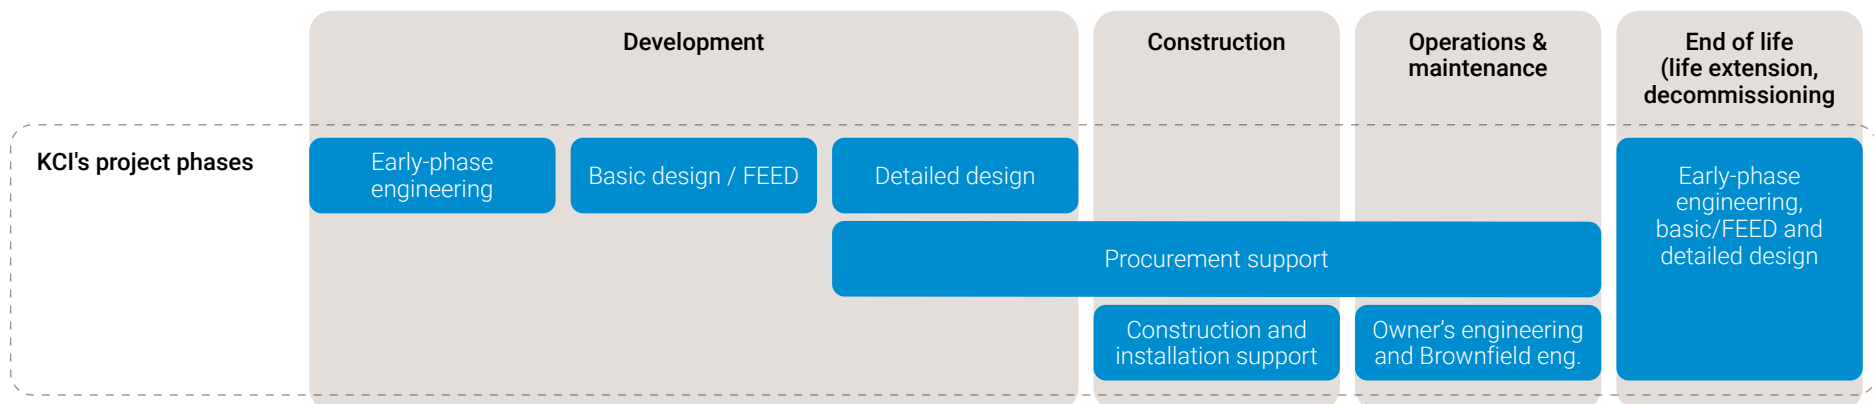 Development
Construction
Operations &
maintenance
End of life
(life extension,
decommissioning
KCI's project phases
Early-phase
engineering
Basic design / FEED
Detailed design
Early-phase
engineering,
basic/FEED and
detailed design
Procurement support
Construction and
installation support
Owner’s engineering
and Brownfield eng.